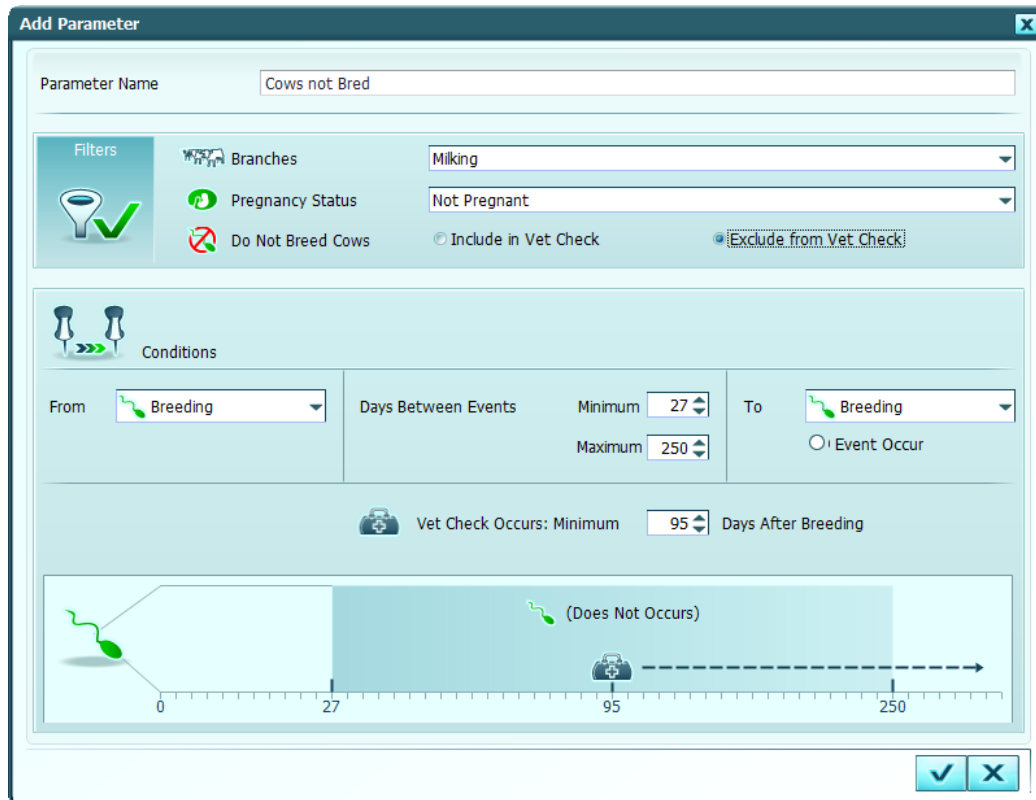 Add Parameter
Parameter Name Cows not Bred
Filters
Branches Milking
Pregnancy Status Not Pregnant
Do Not Breed Cows Include in Vet Check Exclude from Vet Check
Conditions
From Breeding Days Between Events Minimum 27 To Breeding
Maximum 250 Event Occur
Vet Check Occurs: Minimum 95 Days After Breeding
(Does Not Occurs)
0 27 95 250